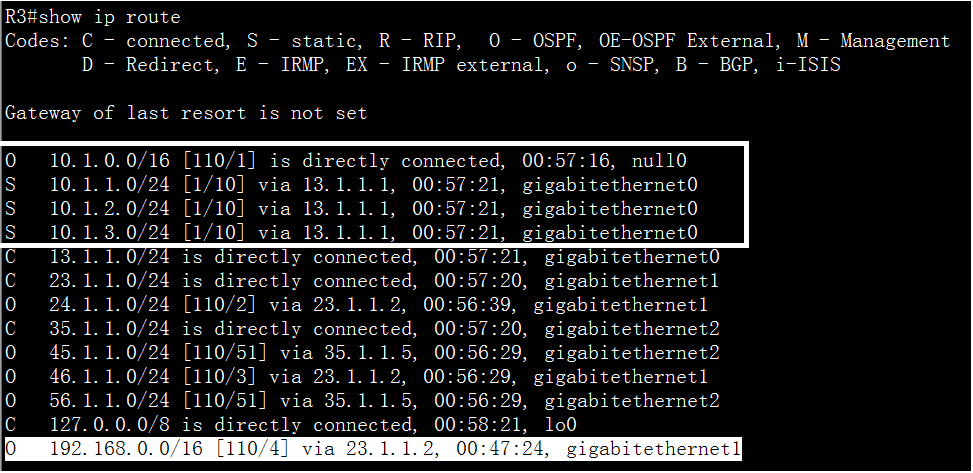 R3#show ip route
Codes: C - connected, S - static, R - RIP,  O - OSPF, OE-OSPF External, M - Management
       D - Redirect, E - IRMP, EX - IRMP external, o - SNSP, B - BGP, i-ISIS
Gateway of last resort is not set
O   10.1.0.0/16 [110/1] is directly connected, 00:57:16, null0
S   10.1.1.0/24 [1/10] via 13.1.1.1, 00:57:21, gigabitethernet0
S   10.1.2.0/24 [1/10] via 13.1.1.1, 00:57:21, gigabitethernet0
S   10.1.3.0/24 [1/10] via 13.1.1.1, 00:57:21, gigabitethernet0
C   13.1.1.0/24 is directly connected, 00:57:21, gigabitethernet0
C   23.1.1.0/24 is directly connected, 00:57:20, gigabitethernet1
O   24.1.1.0/24 [110/2] via 23.1.1.2, 00:56:39, gigabitethernet1
C   35.1.1.0/24 is directly connected, 00:57:20, gigabitethernet2
O   45.1.1.0/24 [110/51] via 35.1.1.5, 00:56:29, gigabitethernet2
O   46.1.1.0/24 [110/3] via 23.1.1.2, 00:56:29, gigabitethernet1
O   56.1.1.0/24 [110/51] via 35.1.1.5, 00:56:29, gigabitethernet2
C   127.0.0.0/8 is directly connected, 00:58:21, lo0
O   192.168.0.0/16 [110/4] via 23.1.1.2, 00:47:24, gigabitethernet1